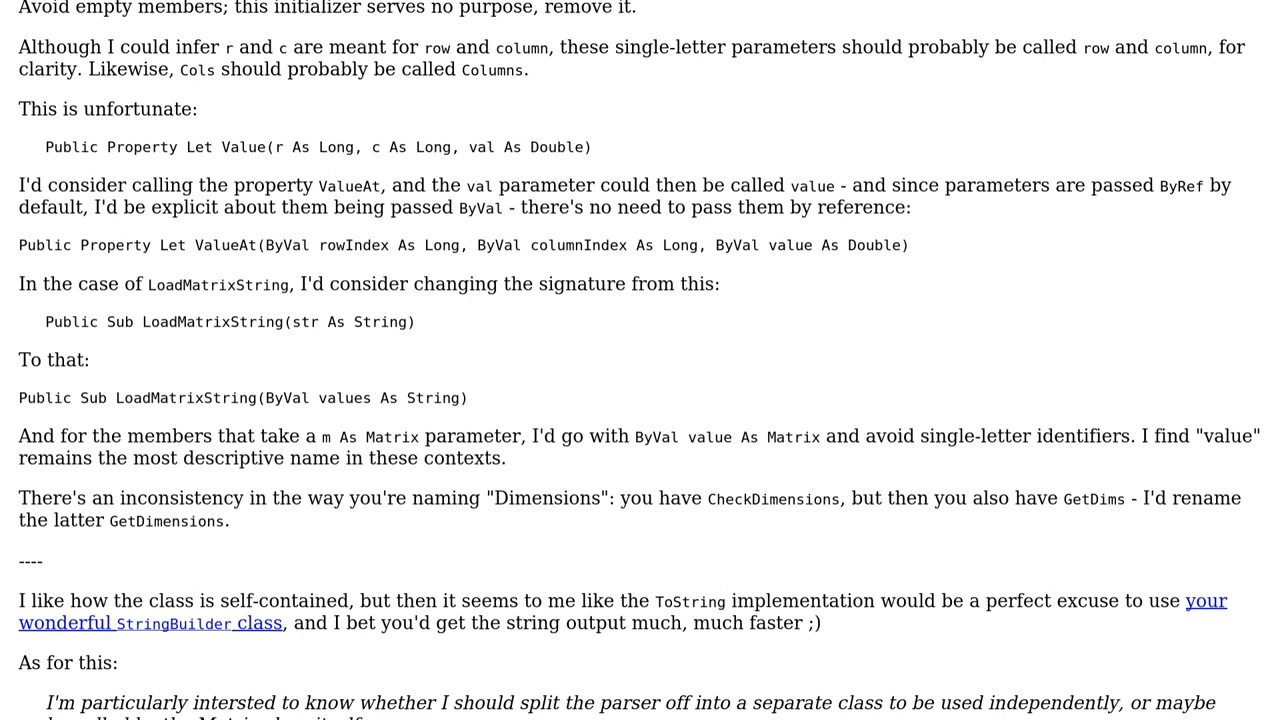 Avoid empty members; this initializer serves no purpose, remove it.
Although I could infer r and c are meant for row and column, these single-letter parameters should probably be called row and column, for
clarity. Likewise, Cols should probably be called Columns.
This is unfortunate:
Public Property Let Value(r As Long, c As Long, val As Double)
I'd consider calling the property ValueAt, and the val parameter could then be called value - and since parameters are passed ByRef by
default, I'd be explicit about them being passed ByVal - there's no need to pass them by reference:
Public Property Let ValueAt(ByVal rowIndex As Long, ByVal columnIndex As Long, ByVal value As Double)
In the case of LoadMatrixString, I'd consider changing the signature from this:
Public Sub LoadMatrixString(str As String)
To that:
Public Sub LoadMatrixString(ByVal values As String)
And for the members that take a m As Matrix parameter, I'd go with ByVal value As Matrix and avoid single-letter identifiers. I find "value"
remains the most descriptive name in these contexts.
There's an inconsistency in the way you're naming "Dimensions": you have CheckDimensions, but then you also have GetDims - I'd rename
the latter GetDimensions.
----
I like how the class is self-contained, but then it seems to me like the ToString implementation would be a perfect excuse to use your
wonderful StringBuilder class, and I bet you'd get the string output much, much faster ;)
As for this:
I'm particularly intersted to know whether I should split the parser off into a separate class to be used independently, or maybe